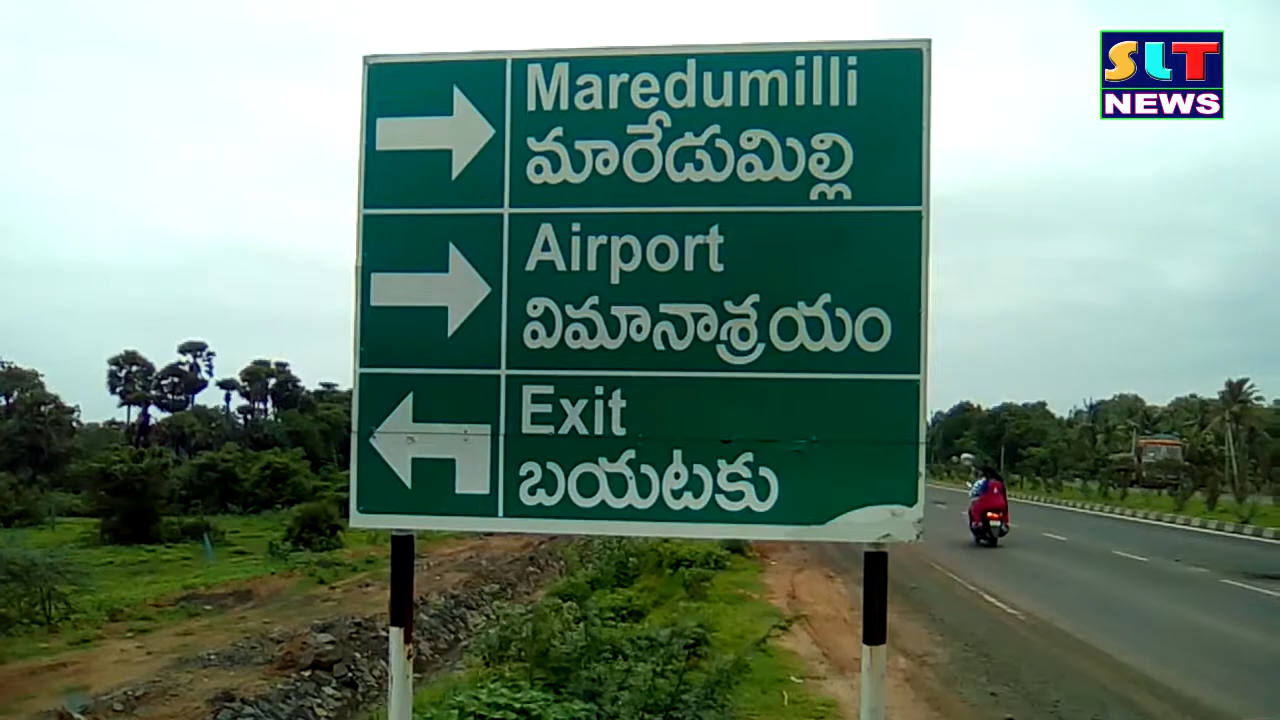 SLT
NEWS
Maredumilli
మారేడుమిల్లి
Airport
విమానాశ్రయం
Exit
బయటకు